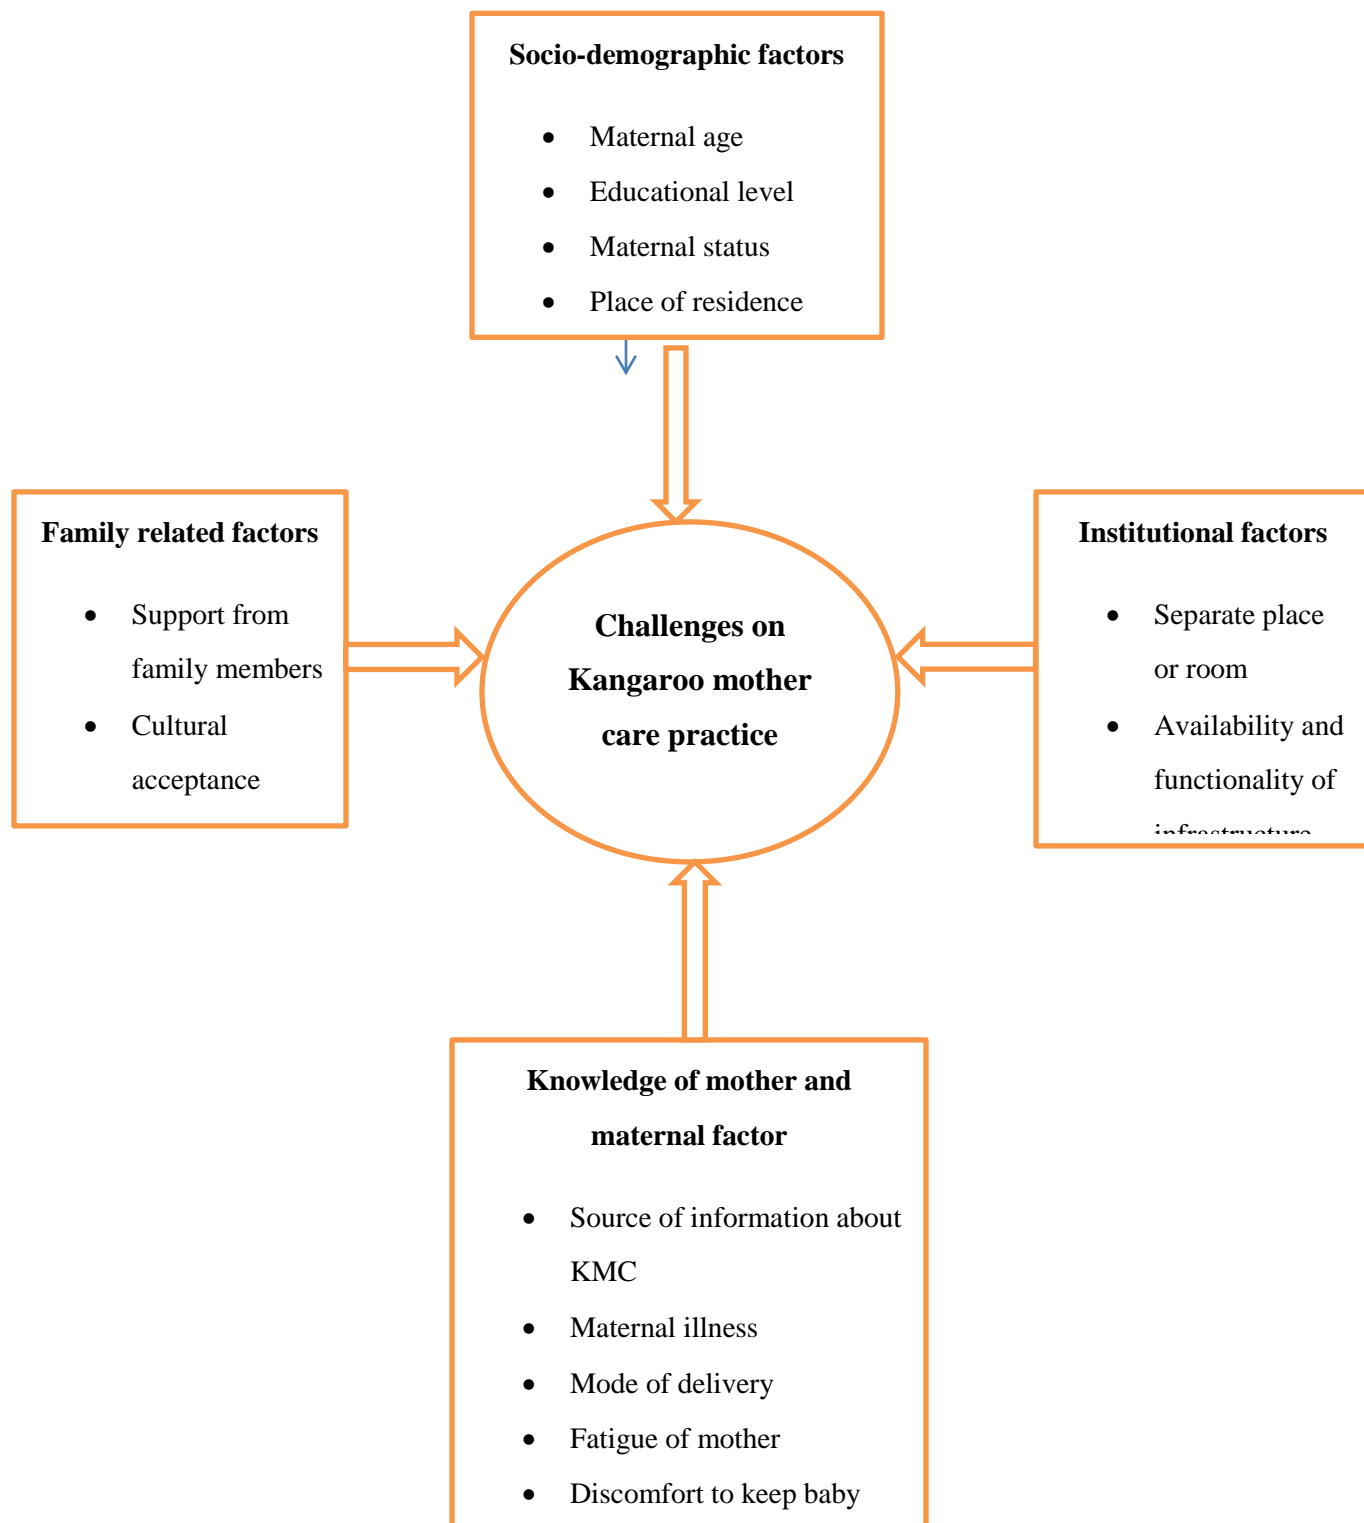 Socio-demographic factors
• Maternal age
• Educational level
• Maternal status
• Place of residence
Family related factors
• Support from
family members
• Cultural
acceptance
Challenges on
Kangaroo mother
care practice
Institutional factors
• Separate place
or room
• Availability and
functionality of
infrastructure
Knowledge of mother and
maternal factor
• Source of information about
KMC
• Maternal illness
• Mode of delivery
• Fatigue of mother
• Discomfort to keep baby